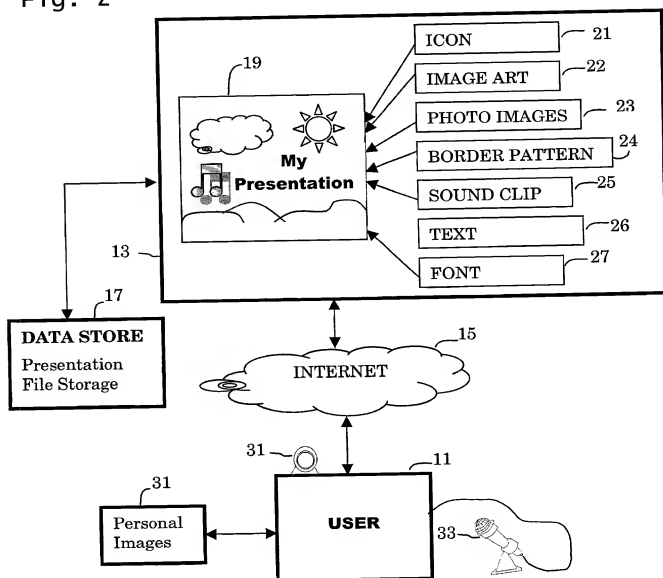 Fig. 2
19
ICON
21
IMAGE ART
22
PHOTO IMAGES
23
BORDER PATTERN
24
SOUND CLIP
25
TEXT
26
FONT
27
My
Presentation
13
17
DATA STORE
Presentation
File Storage
15
INTERNET
31
11
31
Personal
Images
USER
33